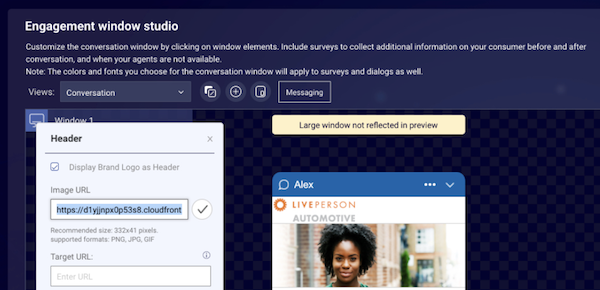 Engagement window studio
Customize the conversation window by clicking on window elements. Include surveys to collect additional information on your consumer before and after
conversation, and when your agents are not available.
Note: The colors and fonts you choose for the conversation window will apply to surveys and dialogs as well.
Views: Conversation Messaging
Window 1
Large window not reflected in preview
Header
Display Brand Logo as Header
Image URL
https://d1yjjnpx0p53s8.cloudfront
Recommended size: 332x41 pixels.
supported formats: PNG, JPG, GIF
Target URL:
Enter URL
Alex
LIVEPERSON
AUTOMOTIVE